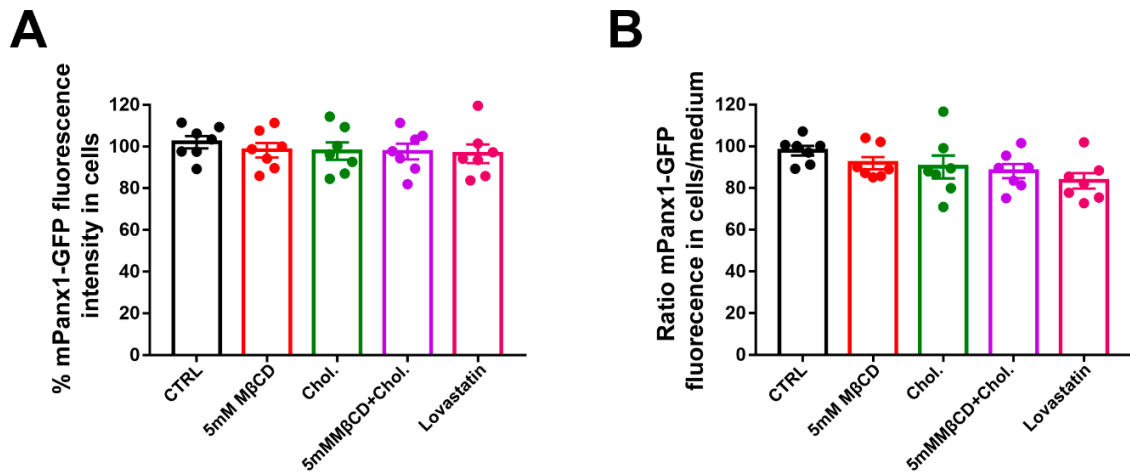 A
% mPanx1-GFP fluorescence
intensity in cells
120
100
80
60
40
20
0
CTRL
5mM MβCD
Chol.
5mMMβCD+Chol.
Lovastatin
B
Ratio mPanx1-GFP
fluorecence in cells/medium
120
100
80
60
40
20
0
CTRL
5mM MβCD
Chol.
5mMMβCD+Chol.
Lovastatin